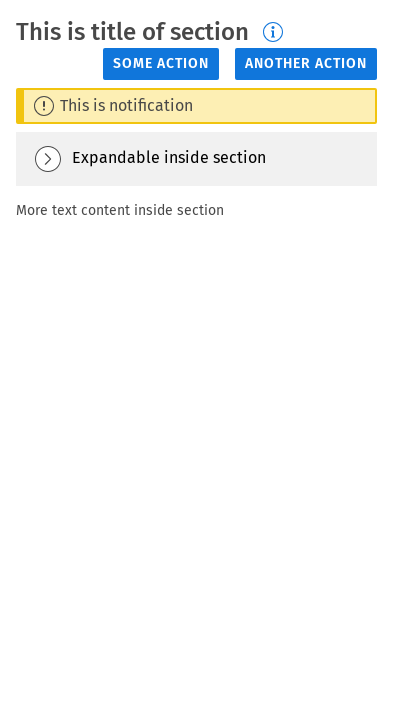 This is title of section
SOME ACTION ANOTHER ACTION
This is notification
Expandable inside section
More text content inside section